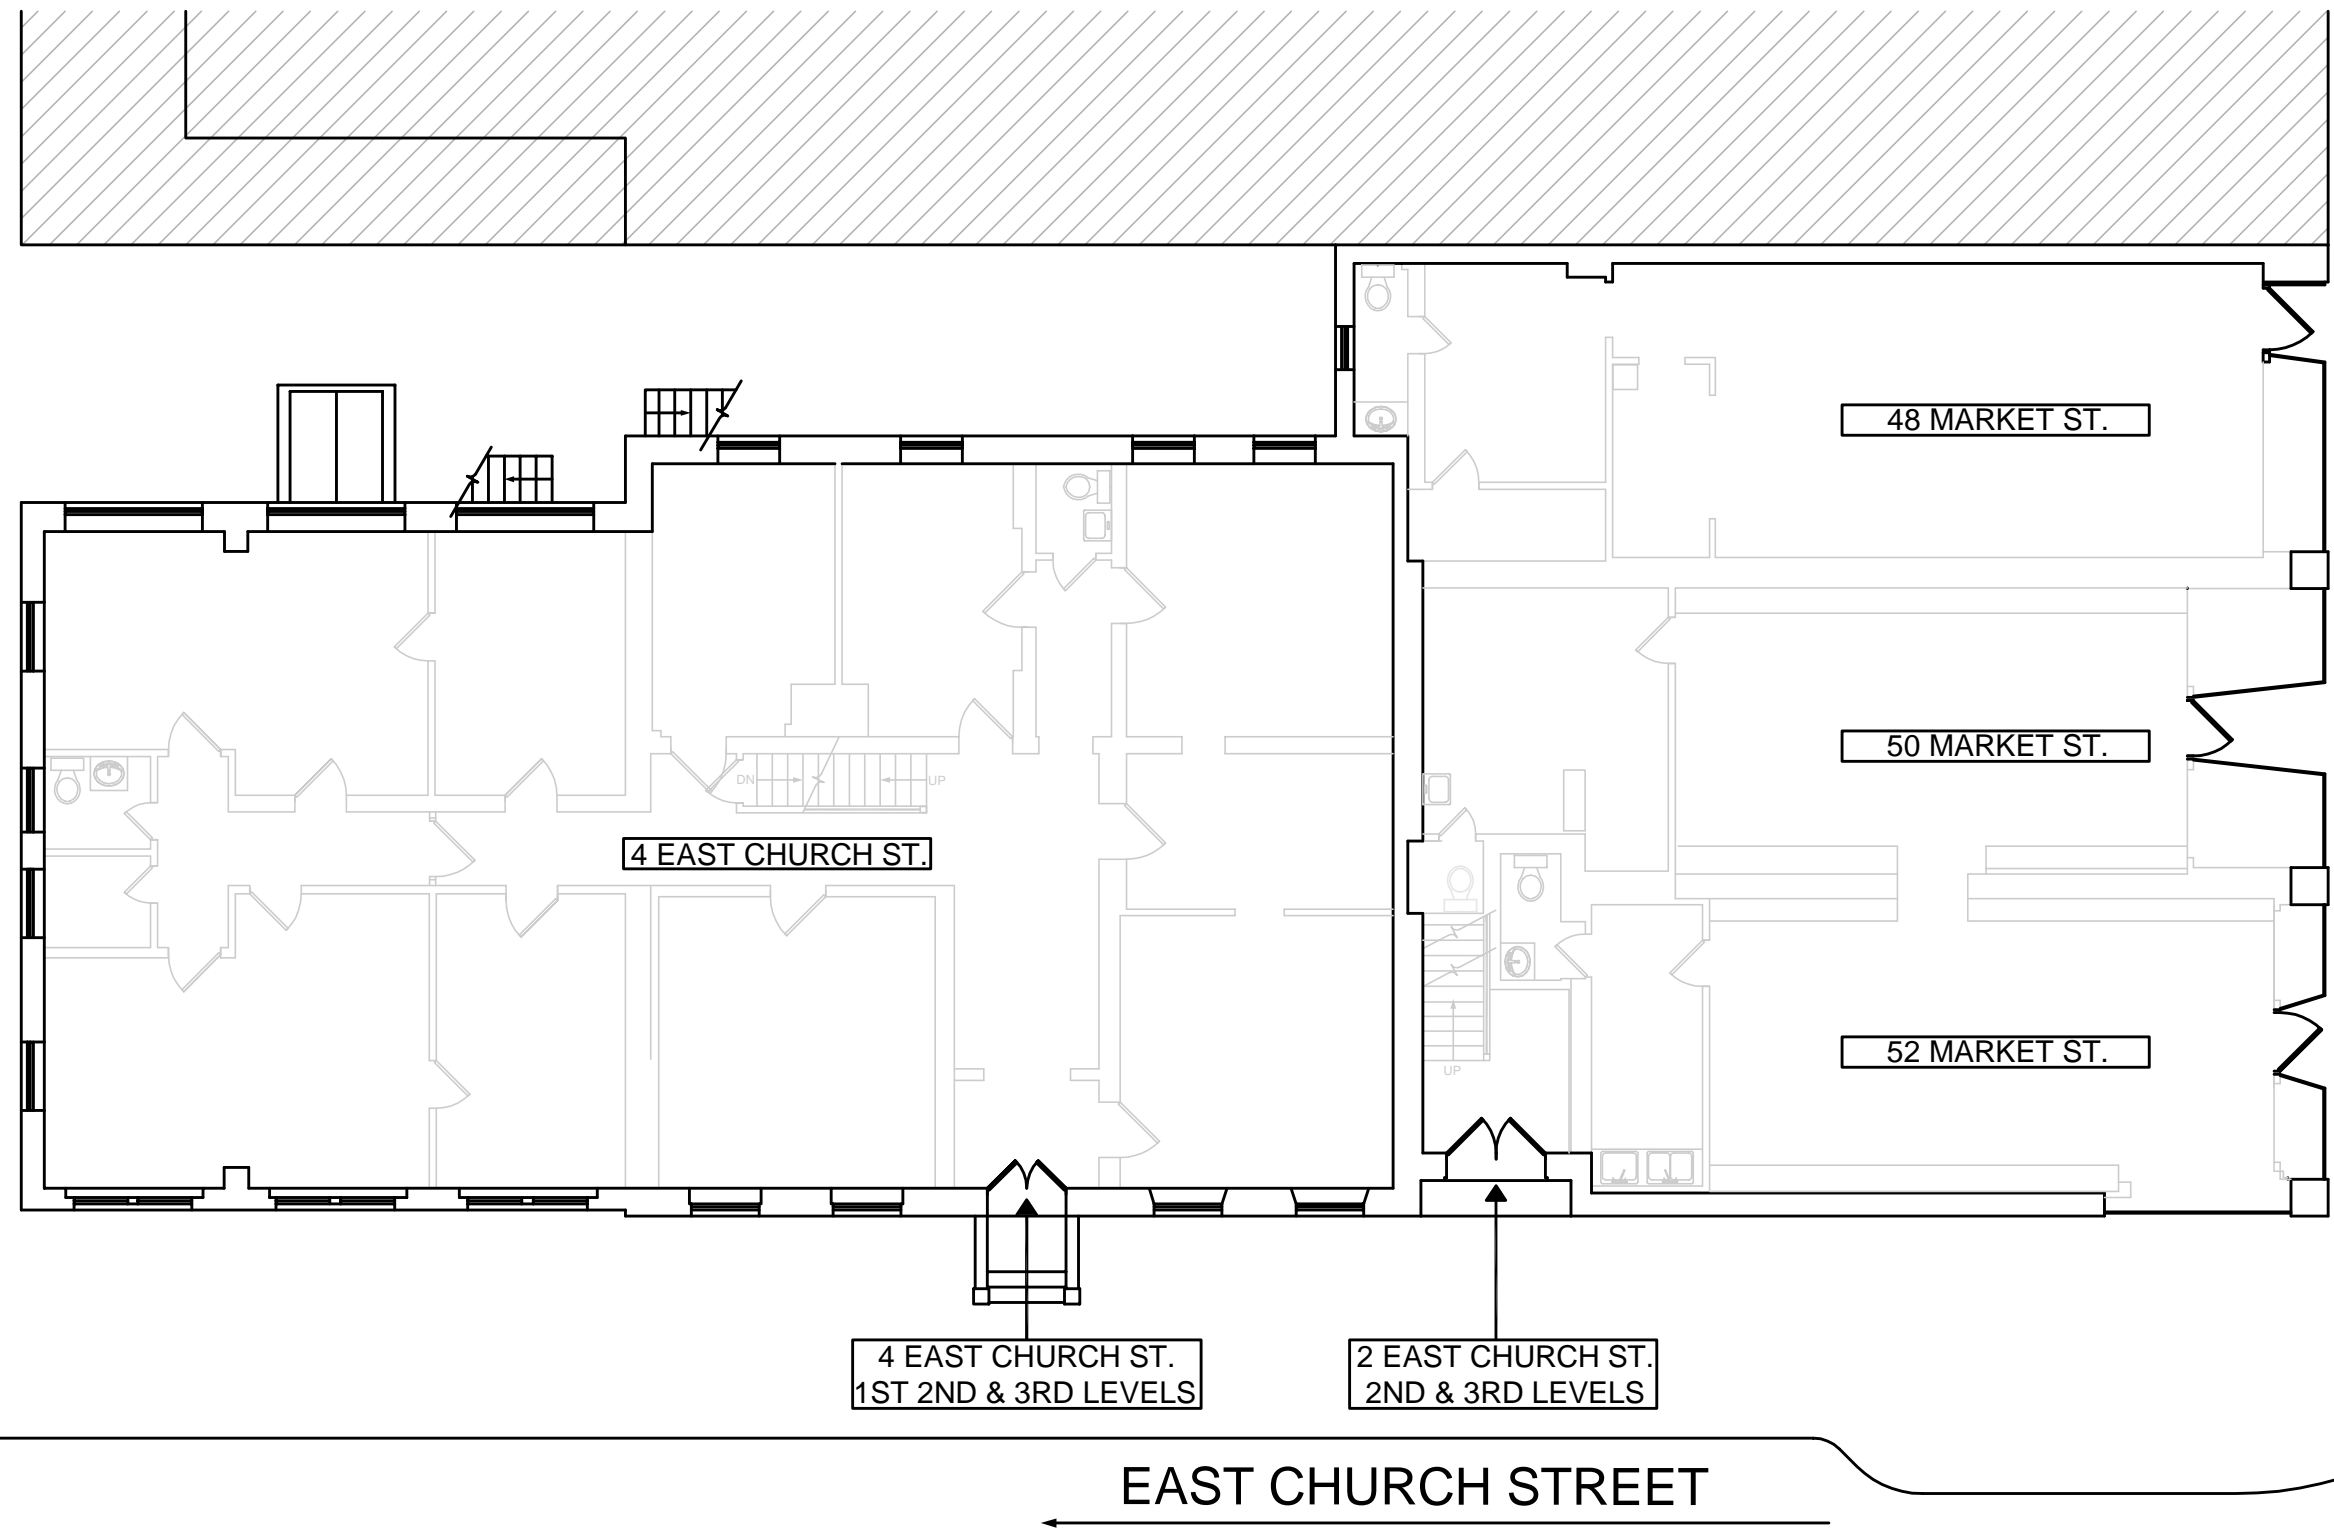 48 MARKET ST.
50 MARKET ST.
DN
UP
4 EAST CHURCH ST.
52 MARKET ST.
UP
4 EAST CHURCH ST.
1ST 2ND & 3RD LEVELS
2 EAST CHURCH ST.
2ND & 3RD LEVELS
EAST CHURCH STREET